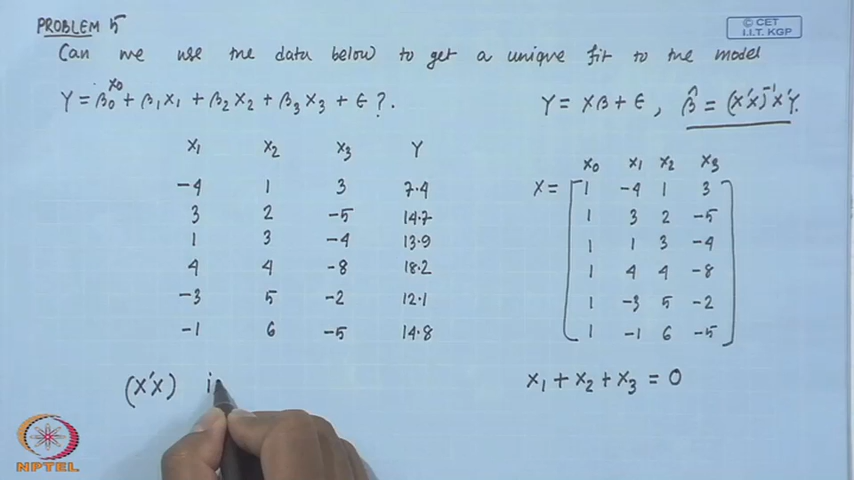 PROBLEM 5
© CET
I.I.T. KGP
Can we use the data below to get a unique fit to the model
Y = β₀x₀ + β₁x₁ + β₂x₂ + β₃x₃ + ε ?.
Y = Xβ + ε , β̂ = (X'X)⁻¹X'Y.
x₁ x₂ x₃ Y
-4 1 3 7.4
3 2 -5 14.7
1 3 -4 13.9
4 4 -8 18.2
-3 5 -2 12.1
-1 6 -5 14.8
x₀ x₁ x₂ x₃
X = 1 -4 1 3
1 3 2 -5
1 1 3 -4
1 4 4 -8
1 -3 5 -2
1 -1 6 -5
x₁ + x₂ + x₃ = 0
(X'X) i
NPTEL